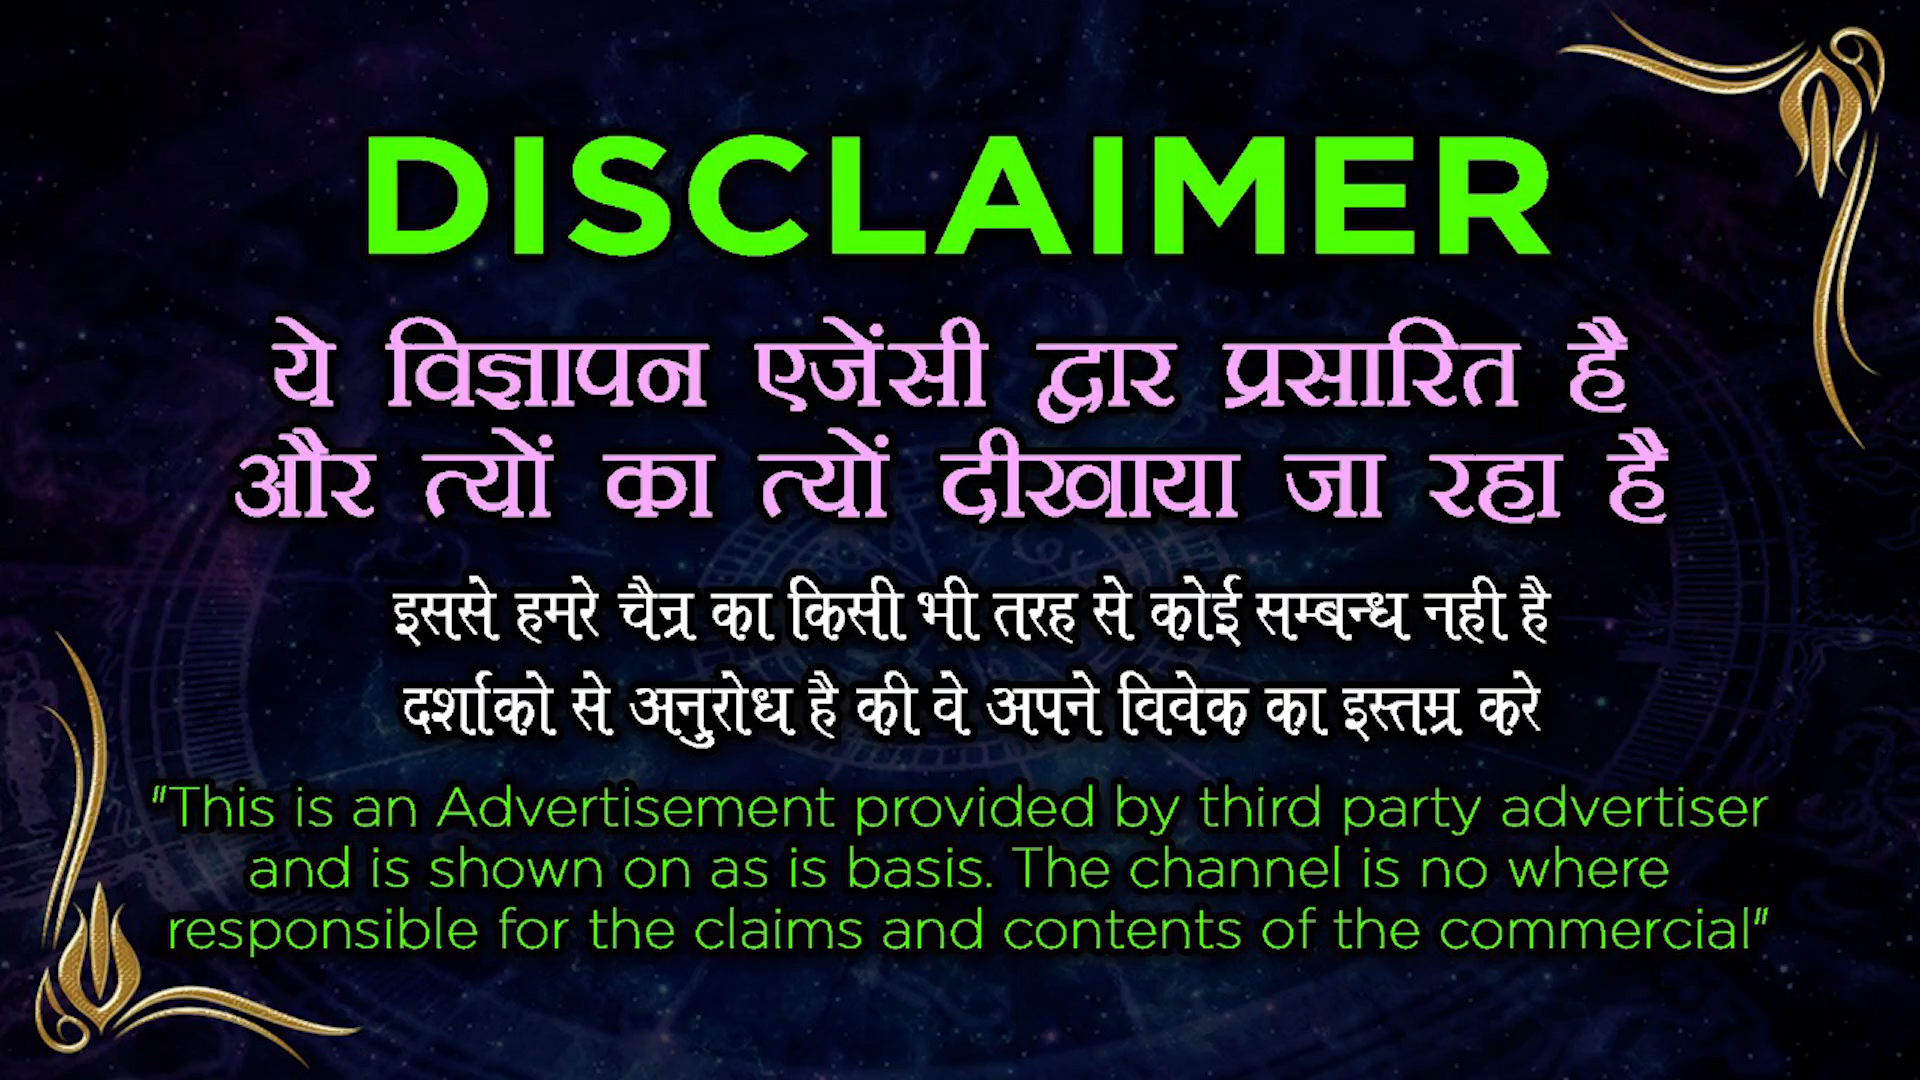 DISCLAIMER
ये विज्ञापन एजेंसी द्वार प्रसारित है
और त्यों का त्यों दीखाया जा रहा है
इससे हमरे चैन्र का किसी भी तरह से कोई सम्बन्ध नही है
दर्शाको से अनुरोध है की वे अपने विवेक का इस्तम्र करे
"This is an Advertisement provided by third party advertiser
and is shown on as is basis. The channel is no where
responsible for the claims and contents of the commercial"